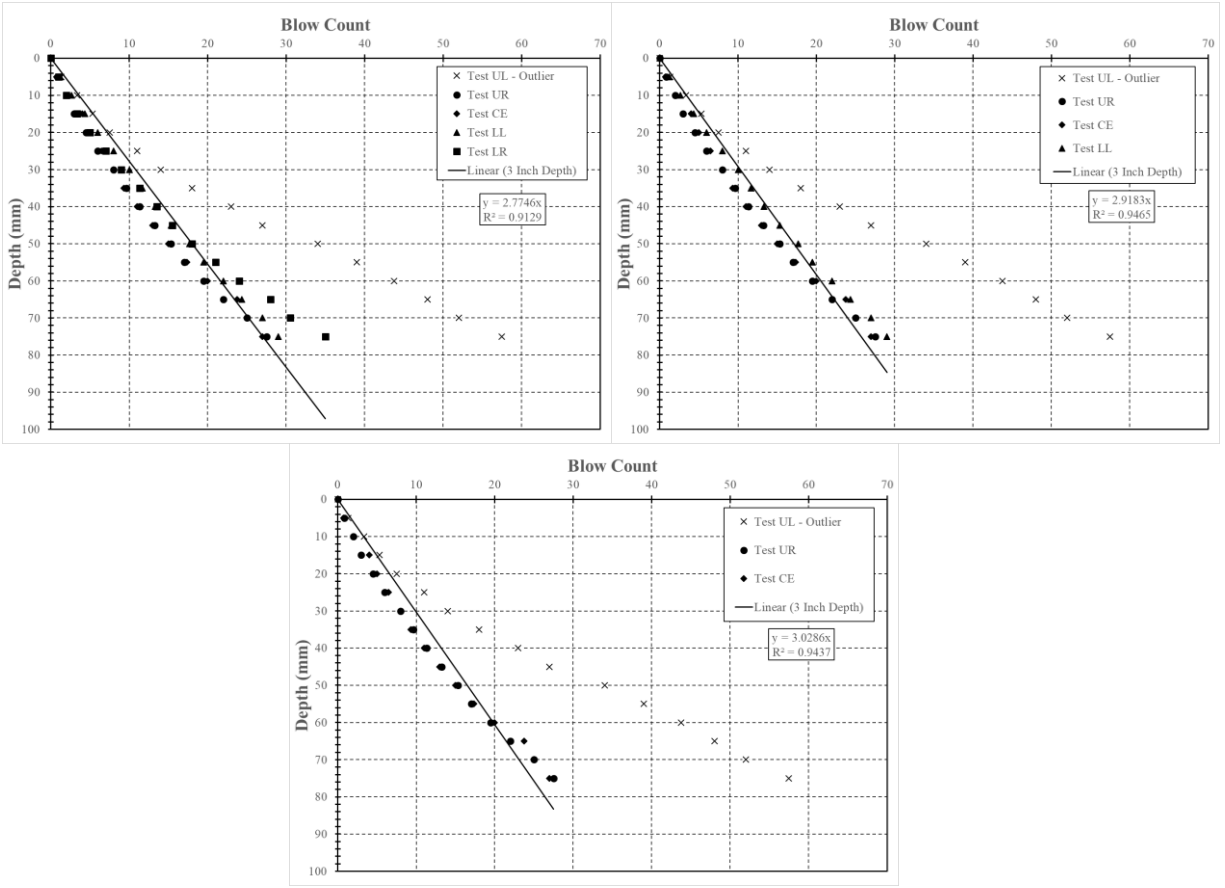 Blow Count
0 10 20 30 40 50 60 70
Depth (mm)
0
10
20
30
40
50
60
70
80
90
100
Test UL - Outlier
Test UR
Test CE
Test LL
Test LR
Linear (3 Inch Depth)
y = 2.7746x
R² = 0.9129
Blow Count
0 10 20 30 40 50 60 70
Depth (mm)
0
10
20
30
40
50
60
70
80
90
100
Test UL - Outlier
Test UR
Test CE
Test LL
Linear (3 Inch Depth)
y = 2.9183x
R² = 0.9465
Blow Count
0 10 20 30 40 50 60 70
Depth (mm)
0
10
20
30
40
50
60
70
80
90
100
Test UL - Outlier
Test UR
Test CE
Linear (3 Inch Depth)
y = 3.0286x
R² = 0.9437